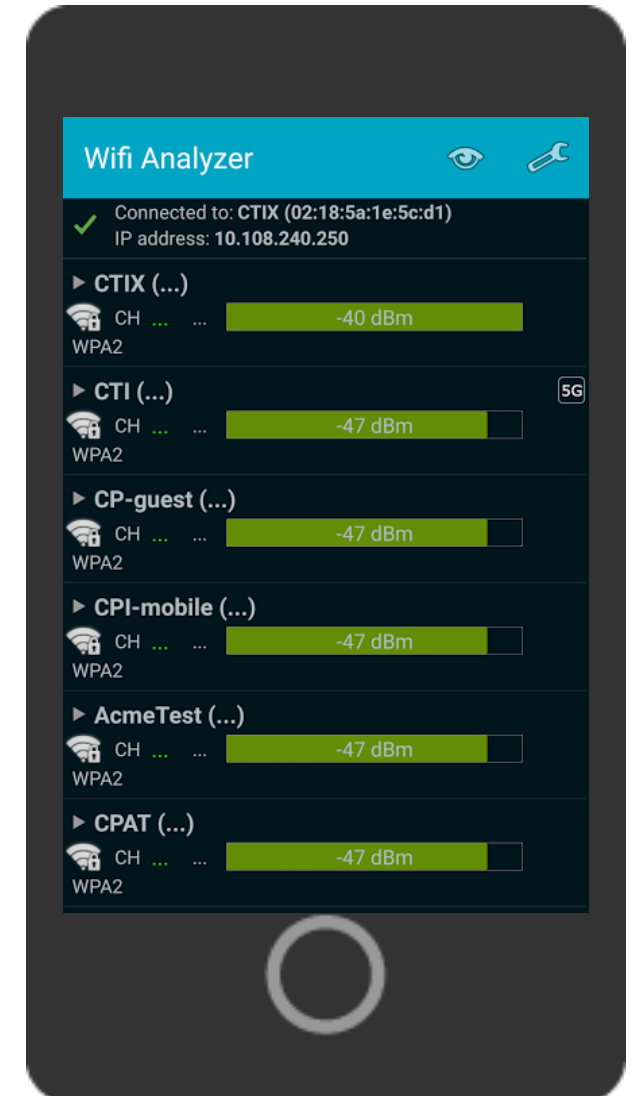 Wifi Analyzer
Connected to: CTIX (02:18:5a:1e:5c:d1)
IP address: 10.108.240.250
CTIX (...)
CH ... ... -40 dBm
WPA2
CTI (...) 5G
CH ... ... -47 dBm
WPA2
CP-guest (...)
CH ... ... -47 dBm
WPA2
CPI-mobile (...)
CH ... ... -47 dBm
WPA2
AcmeTest (...)
CH ... ... -47 dBm
WPA2
CPAT (...)
CH ... ... -47 dBm
WPA2